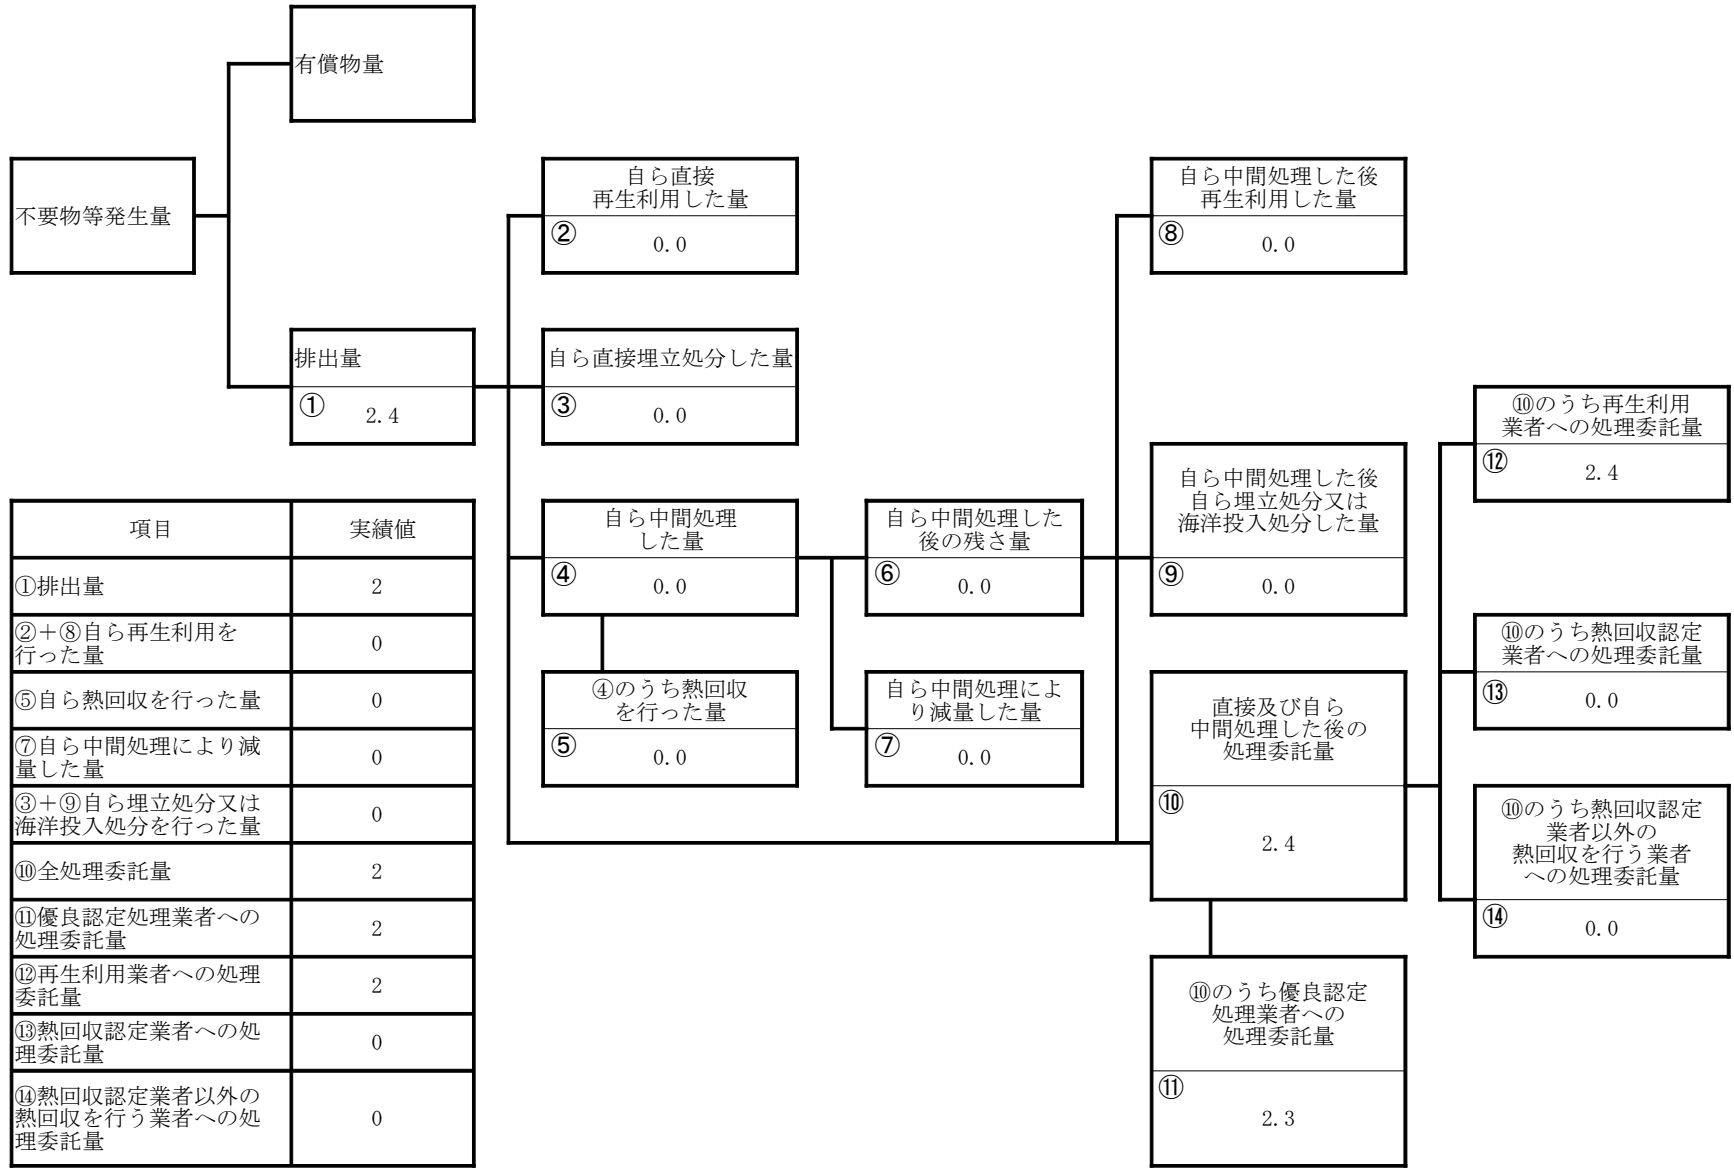 有償物量
不要物等発生量
排出量
①
2.4
自ら直接
再生利用した量
②
0.0
自ら直接埋立処分した量
③
0.0
自ら中間処理
した量
④
0.0
④のうち熱回収
を行った量
⑤
0.0
自ら中間処理した
後の残さ量
⑥
0.0
自ら中間処理によ
り減量した量
⑦
0.0
自ら中間処理した後
再生利用した量
⑧
0.0
自ら中間処理した後
自ら埋立処分又は
海洋投入処分した量
⑨
0.0
直接及び自ら
中間処理した後の
処理委託量
⑩
2.4
⑩のうち優良認定
処理業者への
処理委託量
⑪
2.3
⑩のうち再生利用
業者への処理委託量
⑫
2.4
⑩のうち熱回収認定
業者への処理委託量
⑬
0.0
⑩のうち熱回収認定
業者以外の
熱回収を行う業者
への処理委託量
⑭
0.0
項目 実績値
①排出量 2
②＋⑧自ら再生利用を
行った量 0
⑤自ら熱回収を行った量 0
⑦自ら中間処理により減
量した量 0
③＋⑨自ら埋立処分又は
海洋投入処分を行った量 0
⑩全処理委託量 2
⑪優良認定処理業者への
処理委託量 2
⑫再生利用業者への処理
委託量 2
⑬熱回収認定業者への処
理委託量 0
⑭熱回収認定業者以外の
熱回収を行う業者への処
理委託量 0